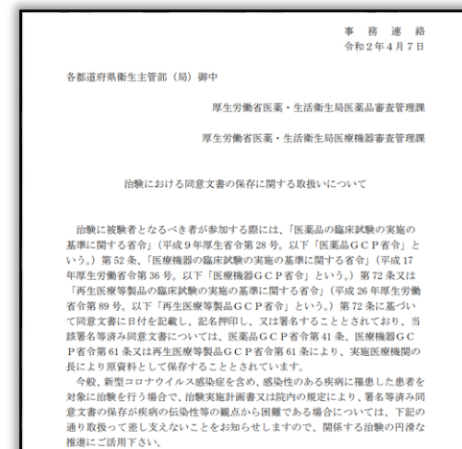 事務連絡
令和2年4月7日
各都道府県衛生主管部（局）御中
厚生労働省医薬・生活衛生局医薬品審査管理課
厚生労働省医薬・生活衛生局医療機器審査管理課
治験における同意文書の保存に関する取扱いについて
治験に被験者となるべき者が参加する際には、「医薬品の臨床試験の実施の
基準に関する省令」（平成９年厚生省令第28号。以下「医薬品ＧＣＰ省令」と
いう。）第52条、「医療機器の臨床試験の実施の基準に関する省令」（平成17
年厚生労働省令第36号。以下「医療機器ＧＣＰ省令」という。）第72条又は
「再生医療等製品の臨床試験の実施の基準に関する省令」（平成26年厚生労働
省令第89号。以下「再生医療等製品ＧＣＰ省令」という。）第72条に基づい
て同意文書に日付を記載し、記名押印し、又は署名することとされており、当
該署名等済み同意文書については、医薬品ＧＣＰ省令第41条、医療機器ＧＣ
Ｐ省令第61条又は再生医療等製品ＧＣＰ省令第61条により、実施医療機関の
長により原資料として保存することとされています。
今般、新型コロナウイルス感染症を含め、感染性のある疾病に罹患した患者を
対象に治験を行う場合で、治験実施計画書又は院内の規定により、署名等済み同
意文書の保存が疾病の伝染性等の観点から困難である場合については、下記の
通り取扱って差し支えないことをお知らせしますので、関係する治験の円滑な
推進にご活用下さい。